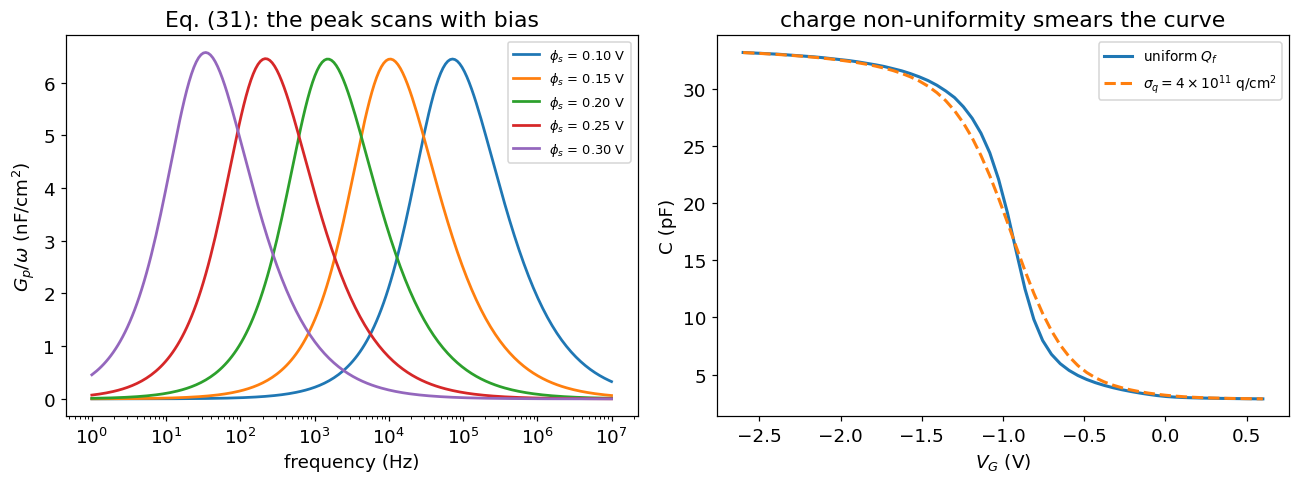 Eq. (31): the peak scans with bias
6
5
4
3
2
1
0
G_p/ω (nF/cm²)
ϕ_s = 0.10 V
ϕ_s = 0.15 V
ϕ_s = 0.20 V
ϕ_s = 0.25 V
ϕ_s = 0.30 V
10⁰ 10¹ 10² 10³ 10⁴ 10⁵ 10⁶ 10⁷
frequency (Hz)
charge non-uniformity smears the curve
30
25
20
15
10
5
C (pF)
uniform Q_f
σ_q = 4 × 10¹¹ q/cm²
−2.5 −2.0 −1.5 −1.0 −0.5 0.0 0.5
V_G (V)